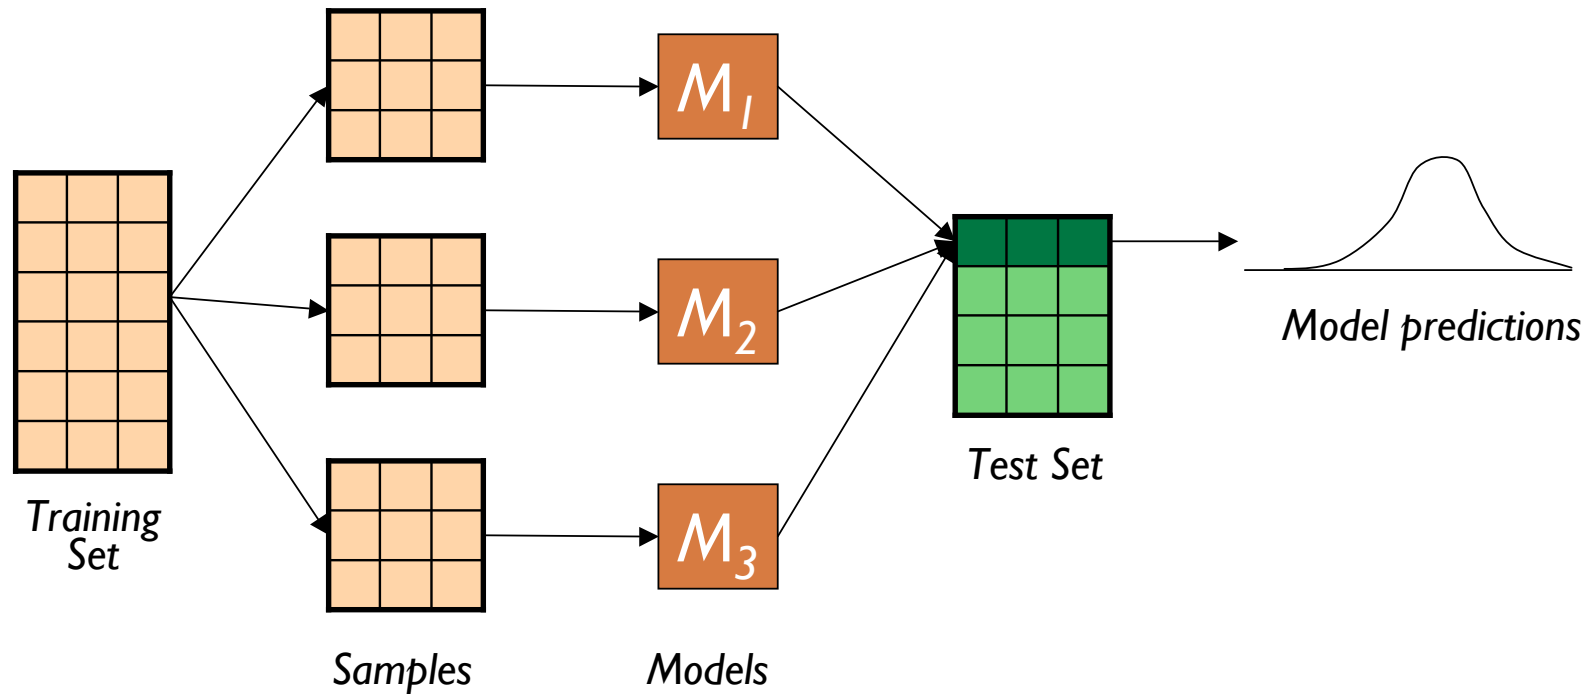 M1
M2
M3
Training
Set
Samples
Models
Test Set
Model predictions